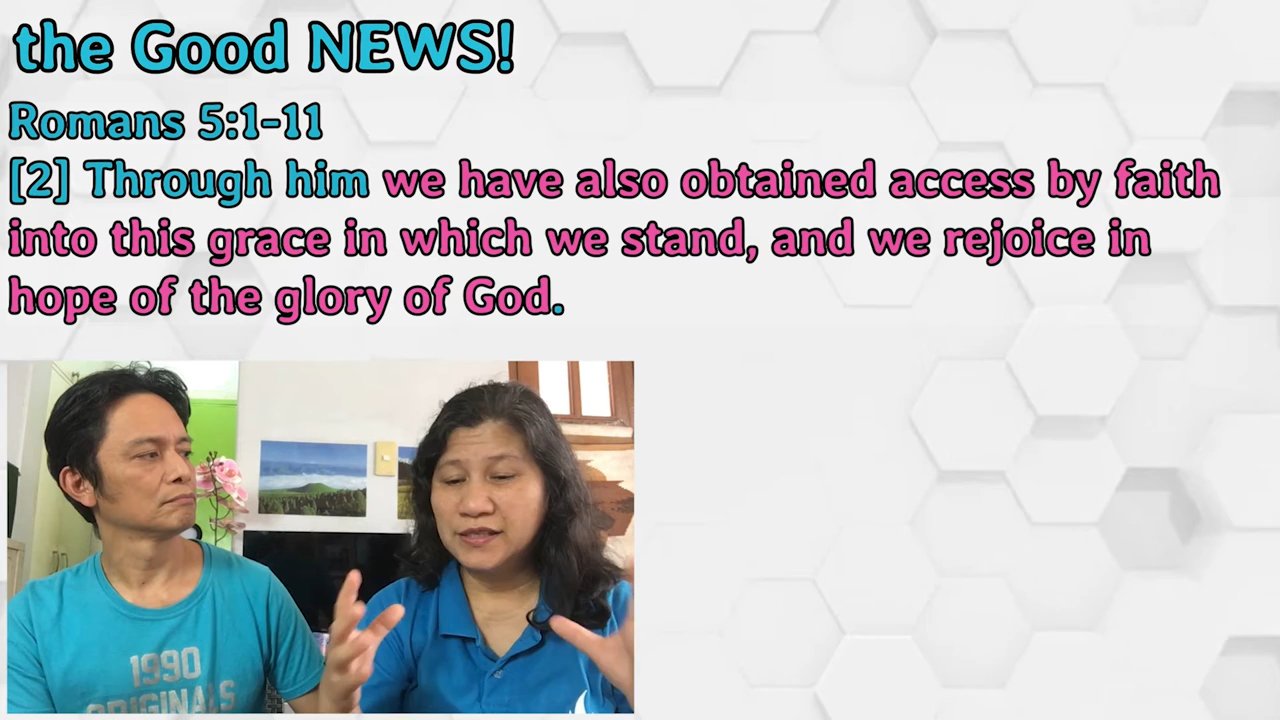 the Good NEWS!
Romans 5:1-11
[2] Through him we have also obtained access by faith
into this grace in which we stand, and we rejoice in
hope of the glory of God.
1990
ORIGINALS